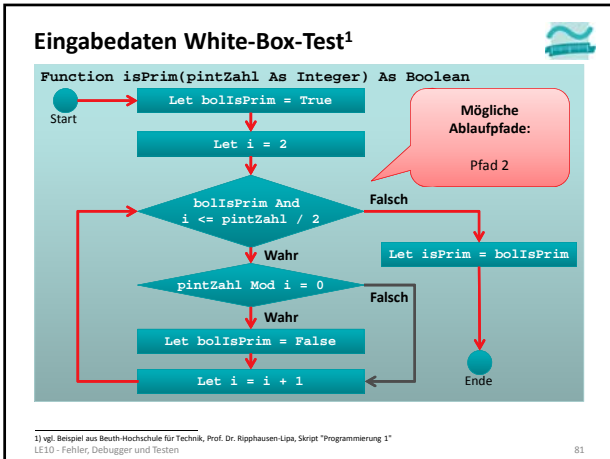 Eingabedaten White-Box-Test¹
Function isPrim(pintZahl As Integer) As Boolean
Start
Let bolIsPrim = True
Let i = 2
Mögliche
Ablaufpfade:
Pfad 2
bolIsPrim And
i <= pintZahl / 2
Falsch
Wahr
Let isPrim = bolIsPrim
pintZahl Mod i = 0
Falsch
Wahr
Let bolIsPrim = False
Let i = i + 1
Ende
1) vgl. Beispiel aus Beuth-Hochschule für Technik, Prof. Dr. Ripphausen-Lipa, Skript "Programmierung 1"
LE10 - Fehler, Debugger und Testen
81